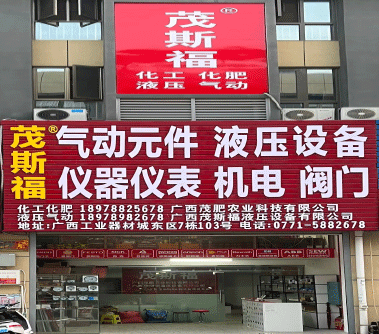 茂斯福®
化工 化肥
液压 气动
茂斯福®
气动元件 液压设备
仪器仪表 机电 阀门
化工化肥 18978825678 广西茂肥农业科技有限公司
液压气动 18978982678 广西茂斯福液压设备有限公司
地址:广西工业器材城东区7栋103号 电话:0771-5882678
茂斯福